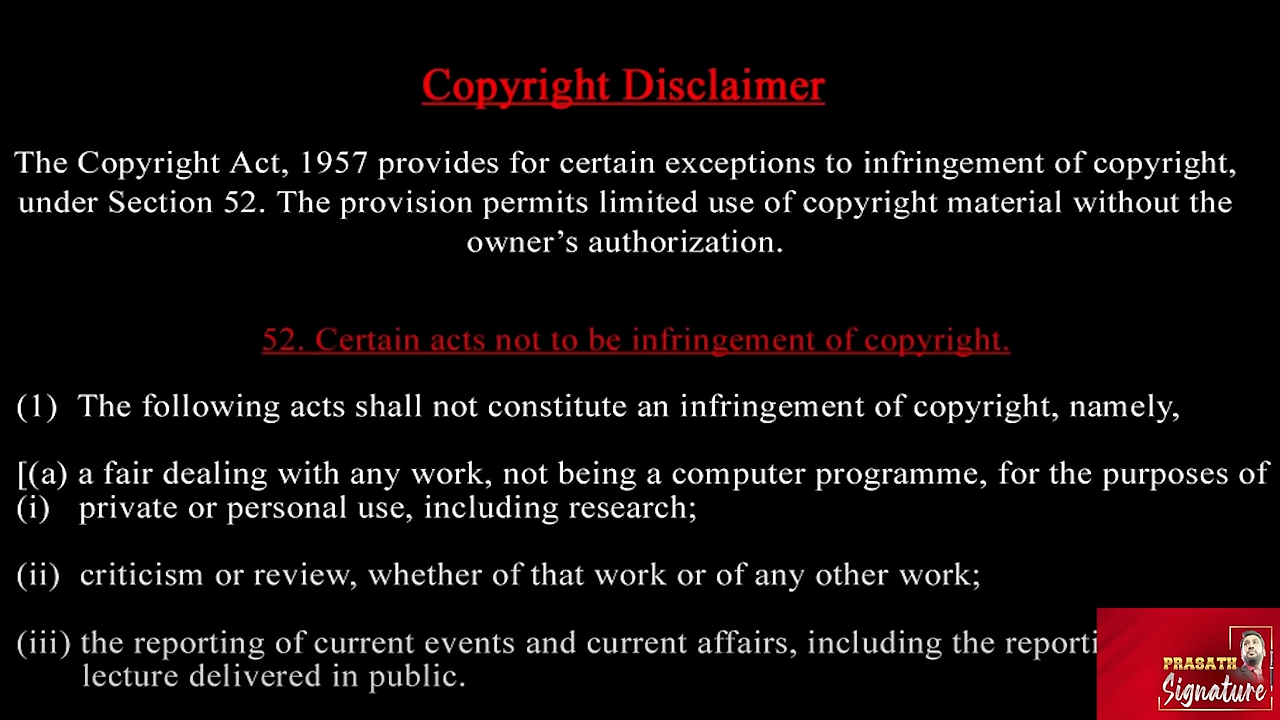 Copyright Disclaimer
The Copyright Act, 1957 provides for certain exceptions to infringement of copyright,
under Section 52. The provision permits limited use of copyright material without the
owner’s authorization.
52. Certain acts not to be infringement of copyright.
(1) The following acts shall not constitute an infringement of copyright, namely,
[(a) a fair dealing with any work, not being a computer programme, for the purposes of
(i) private or personal use, including research;
(ii) criticism or review, whether of that work or of any other work;
(iii) the reporting of current events and current affairs, including the reporti
lecture delivered in public.
PRASATH
Signature